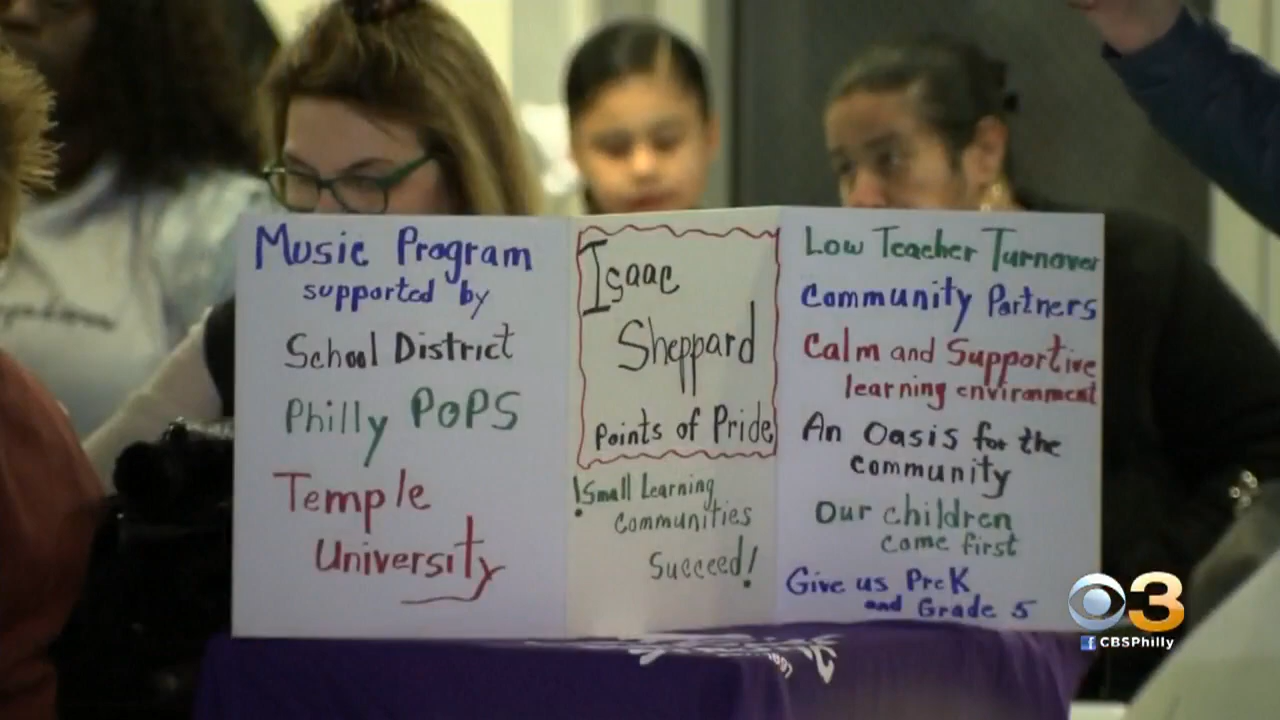 Music Program
supported by
School District
Philly POPS
Temple
University
Isaac
Sheppard
Points of Pride
!Small Learning
Communities
Succeed!
Low Teacher Turnover
Community Partners
Calm and Supportive
learning environment
An Oasis for the
community
Our children
come first
Give us PreK
and Grade 5
3
f CBSPhilly